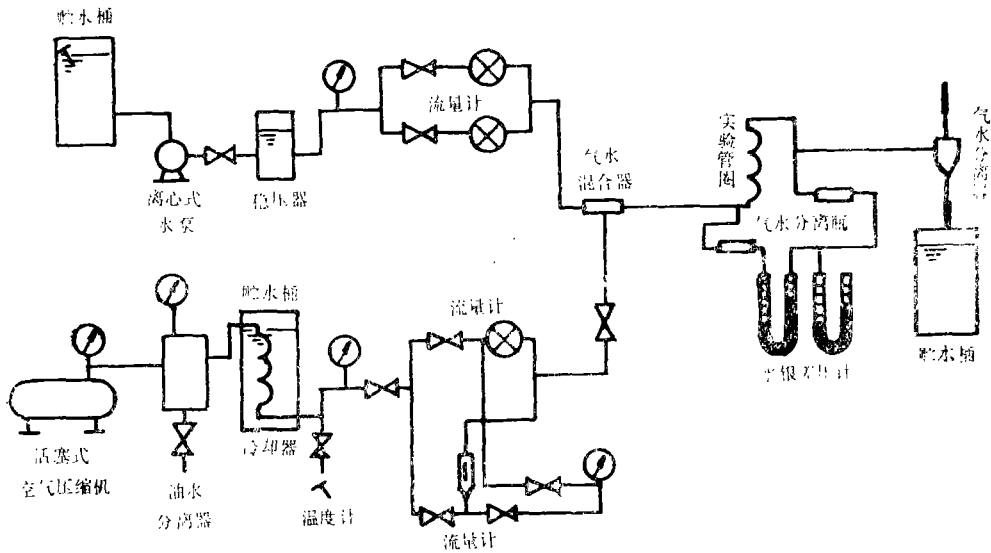 贮水桶
离心式
水泵
稳压器
流量计
气水
混合器
实验管圈
气水分离瓶
气水分离
贮水桶
贮水桶
流量计
冷却器
活塞式
空气压缩机
油水
分离器
温度计
流量计